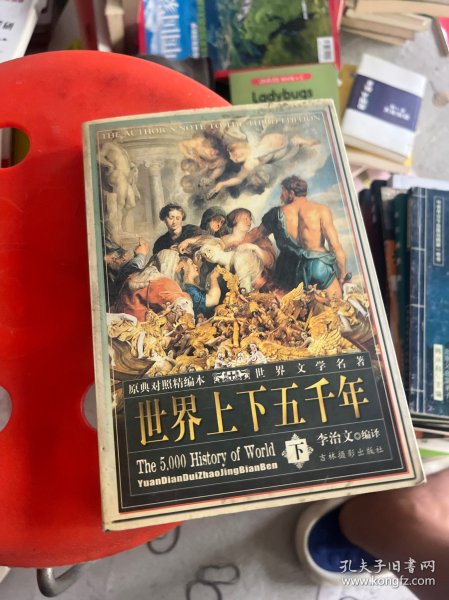 Ladybugs
THE AUTHOR'S NOTE TO THE THIRD EDITION
原典对照精编本
世界文学名著
世界上下五千年
The 5,000 History of World
下
李治文 编译
YuanDianDuiZhaoJingBianBen
吉林摄影出版社
孔夫子旧书网
www.kongfz.com